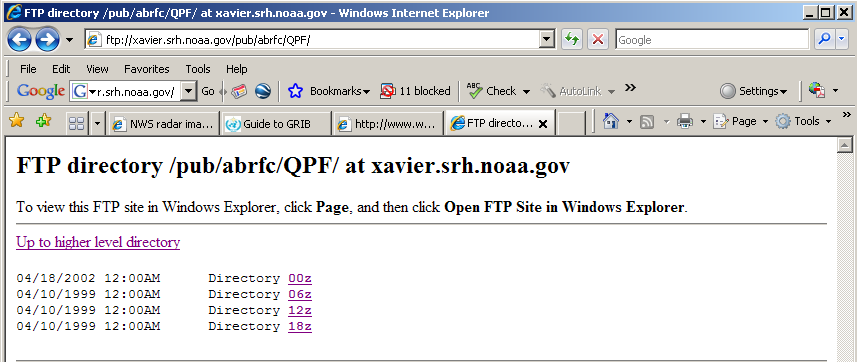 FTP directory /pub/abrfc/QPF/ at xavier.srh.noaa.gov - Windows Internet Explorer
ftp://xavier.srh.noaa.gov/pub/abrfc/QPF/ Google
File Edit View Favorites Tools Help
Google G r.srh.noaa.gov/ Go Bookmarks 11 blocked ABC Check AutoLink » Settings
NWS radar ima... Guide to GRIB http://www.w... FTP directo... Page Tools »
FTP directory /pub/abrfc/QPF/ at xavier.srh.noaa.gov
To view this FTP site in Windows Explorer, click Page, and then click Open FTP Site in Windows Explorer.
Up to higher level directory
04/18/2002 12:00AM Directory 00z
04/10/1999 12:00AM Directory 06z
04/10/1999 12:00AM Directory 12z
04/10/1999 12:00AM Directory 18z